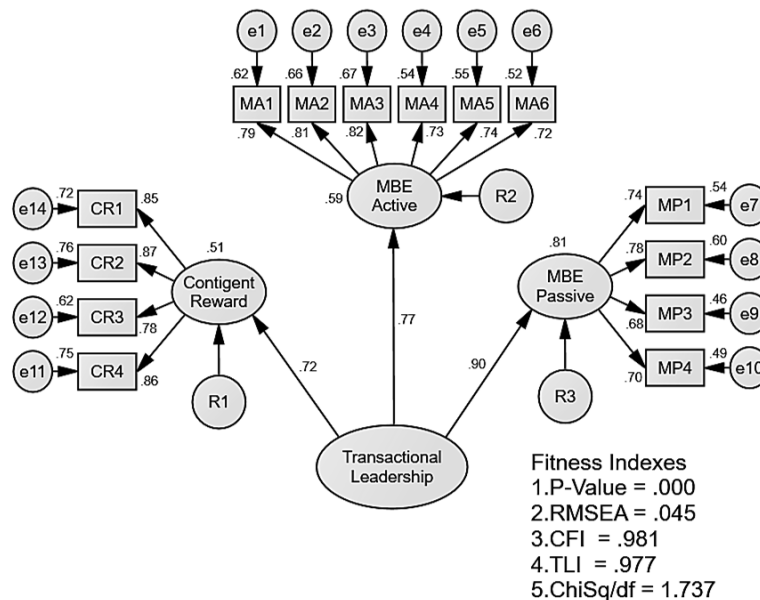 e1 e2 e3 e4 e5 e6
.62 .66 .67 .54 .55 .52
MA1 MA2 MA3 MA4 MA5 MA6
.79 .81 .82 .73 .74 .72
.59
MBE
Active
R2
e14 .72 CR1 .85
e13 .76 CR2 .87
e12 .62 CR3 .78
e11 .75 CR4 .86
.51
Contigent
Reward
R1
.81
MBE
Passive
R3
.74 MP1 .54 e7
.78 MP2 .60 e8
.68 MP3 .46 e9
.70 MP4 .49 e10
.72
.77
.90
Transactional
Leadership
Fitness Indexes
1.P-Value = .000
2.RMSEA = .045
3.CFI = .981
4.TLI = .977
5.ChiSq/df = 1.737